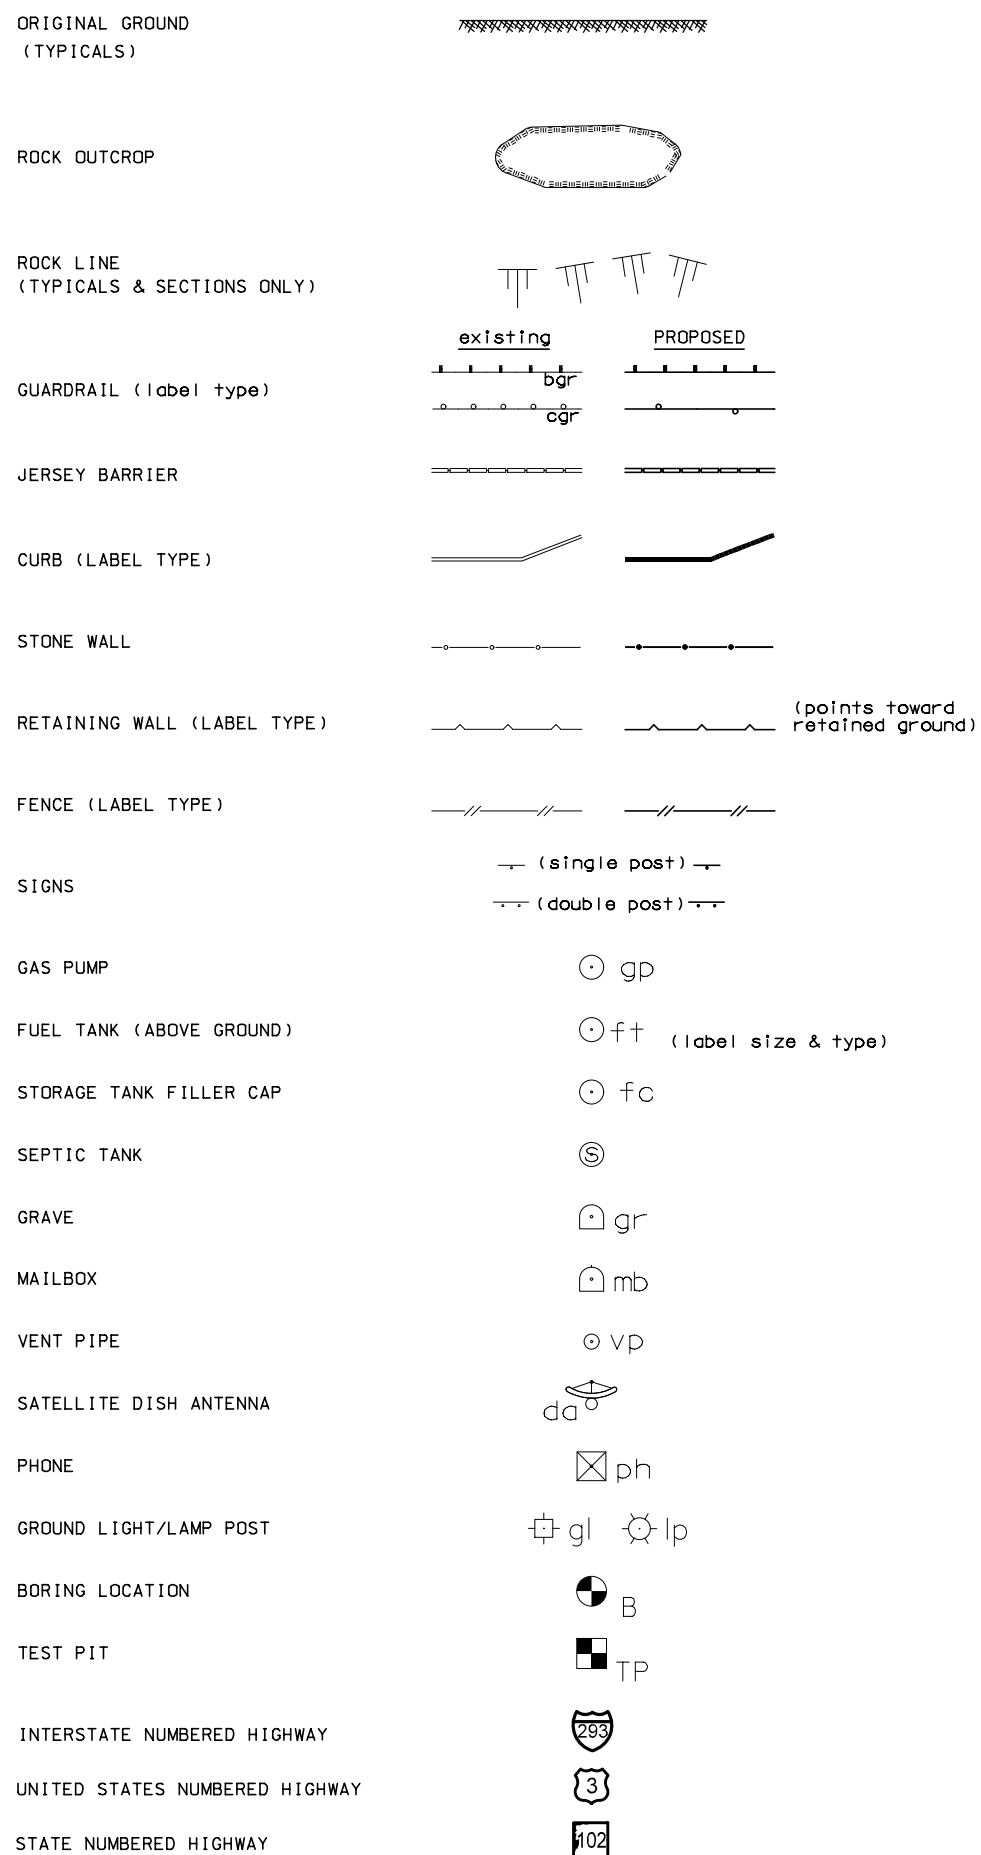 ORIGINAL GROUND
(TYPICALS)
ROCK OUTCROP
ROCK LINE
(TYPICALS & SECTIONS ONLY)
existing PROPOSED
GUARDRAIL (label type)
bgr
cgr
JERSEY BARRIER
CURB (LABEL TYPE)
STONE WALL
RETAINING WALL (LABEL TYPE)
(points toward
retained ground)
FENCE (LABEL TYPE)
SIGNS
(single post)
(double post)
GAS PUMP gp
FUEL TANK (ABOVE GROUND) ft (label size & type)
STORAGE TANK FILLER CAP fc
SEPTIC TANK S
GRAVE gr
MAILBOX mb
VENT PIPE vp
SATELLITE DISH ANTENNA da
PHONE ph
GROUND LIGHT/LAMP POST gl lp
BORING LOCATION B
TEST PIT TP
INTERSTATE NUMBERED HIGHWAY 293
UNITED STATES NUMBERED HIGHWAY 3
STATE NUMBERED HIGHWAY 102